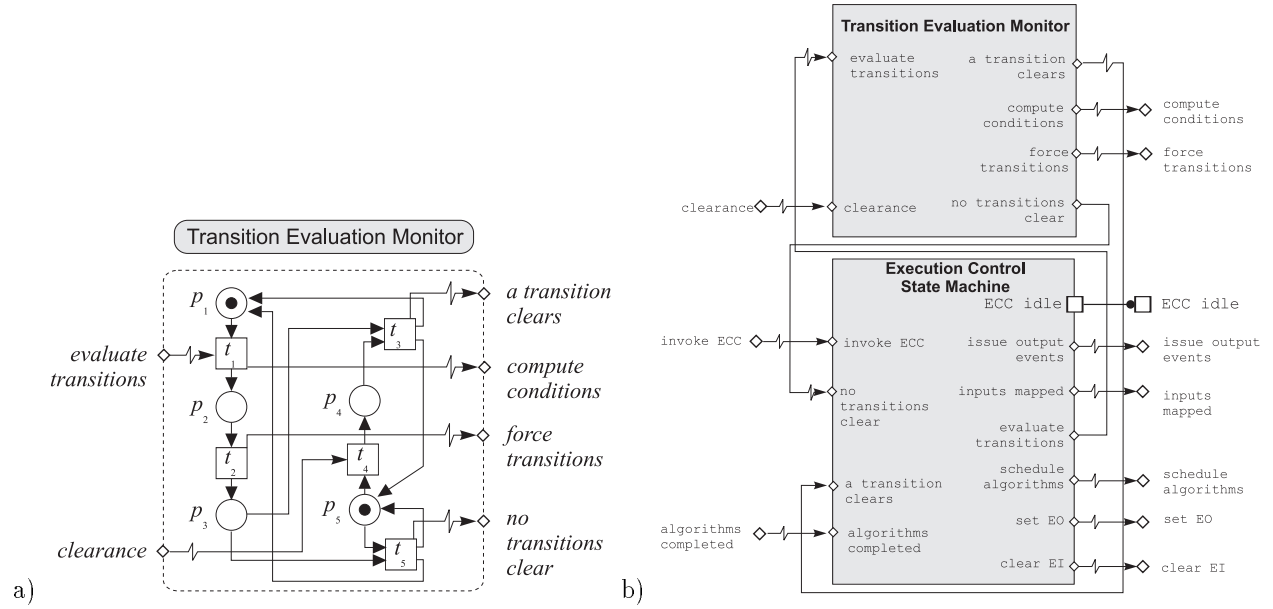 Transition Evaluation Monitor
p1
t1
p2
t2
p3
p4
t3
t4
p5
t5
evaluate
transitions
clearance
a transition
clears
compute
conditions
force
transitions
no
transitions
clear
a)
Transition Evaluation Monitor
evaluate
transitions
a transition
clears
compute
conditions
compute
conditions
force
transitions
force
transitions
clearance
clearance
no transitions
clear
Execution Control
State Machine
ECC idle
ECC idle
invoke ECC
invoke ECC
issue output
events
issue output
events
no
transitions
clear
inputs mapped
inputs
mapped
evaluate
transitions
a transition
clears
schedule
algorithms
schedule
algorithms
algorithms
completed
algorithms
completed
set EO
set EO
clear EI
clear EI
b)